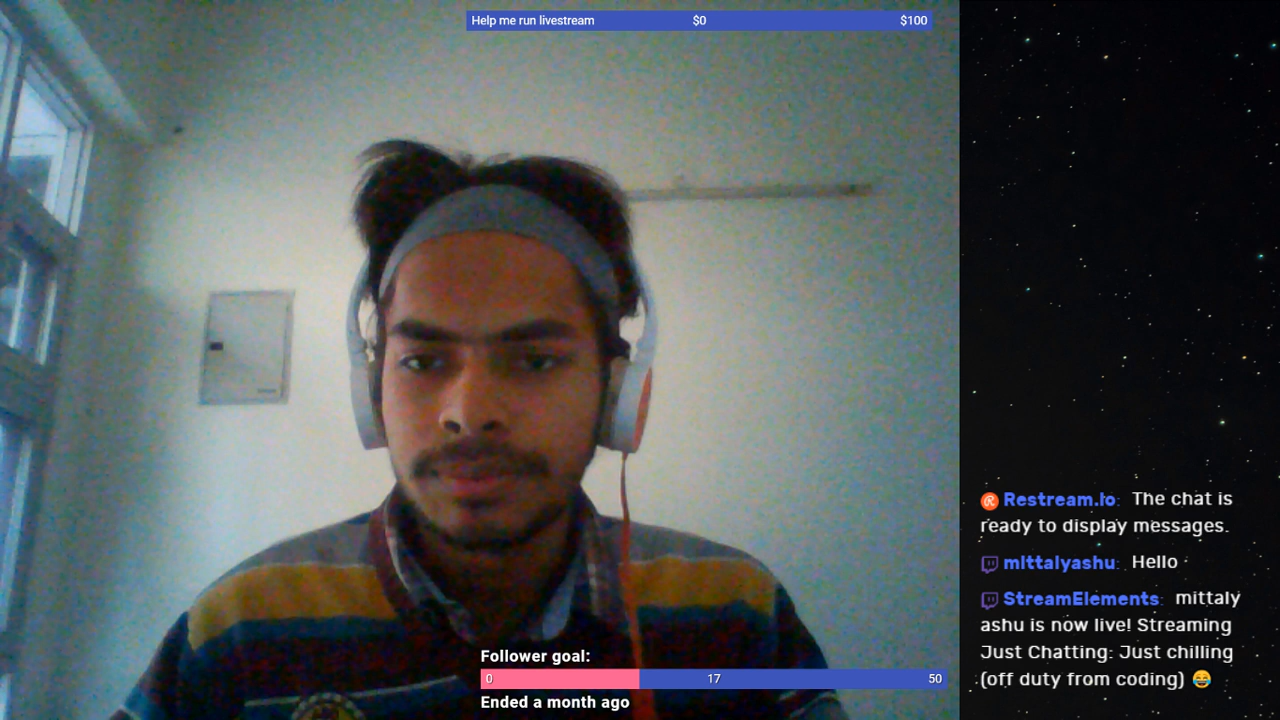 Help me run livestream $0 $100
Restream.io: The chat is
ready to display messages.
mittalyashu: Hello
StreamElements: mittaly
ashu is now live! Streaming
Just Chatting: Just chilling
(off duty from coding) 😂
Follower goal:
0 17 50
Ended a month ago